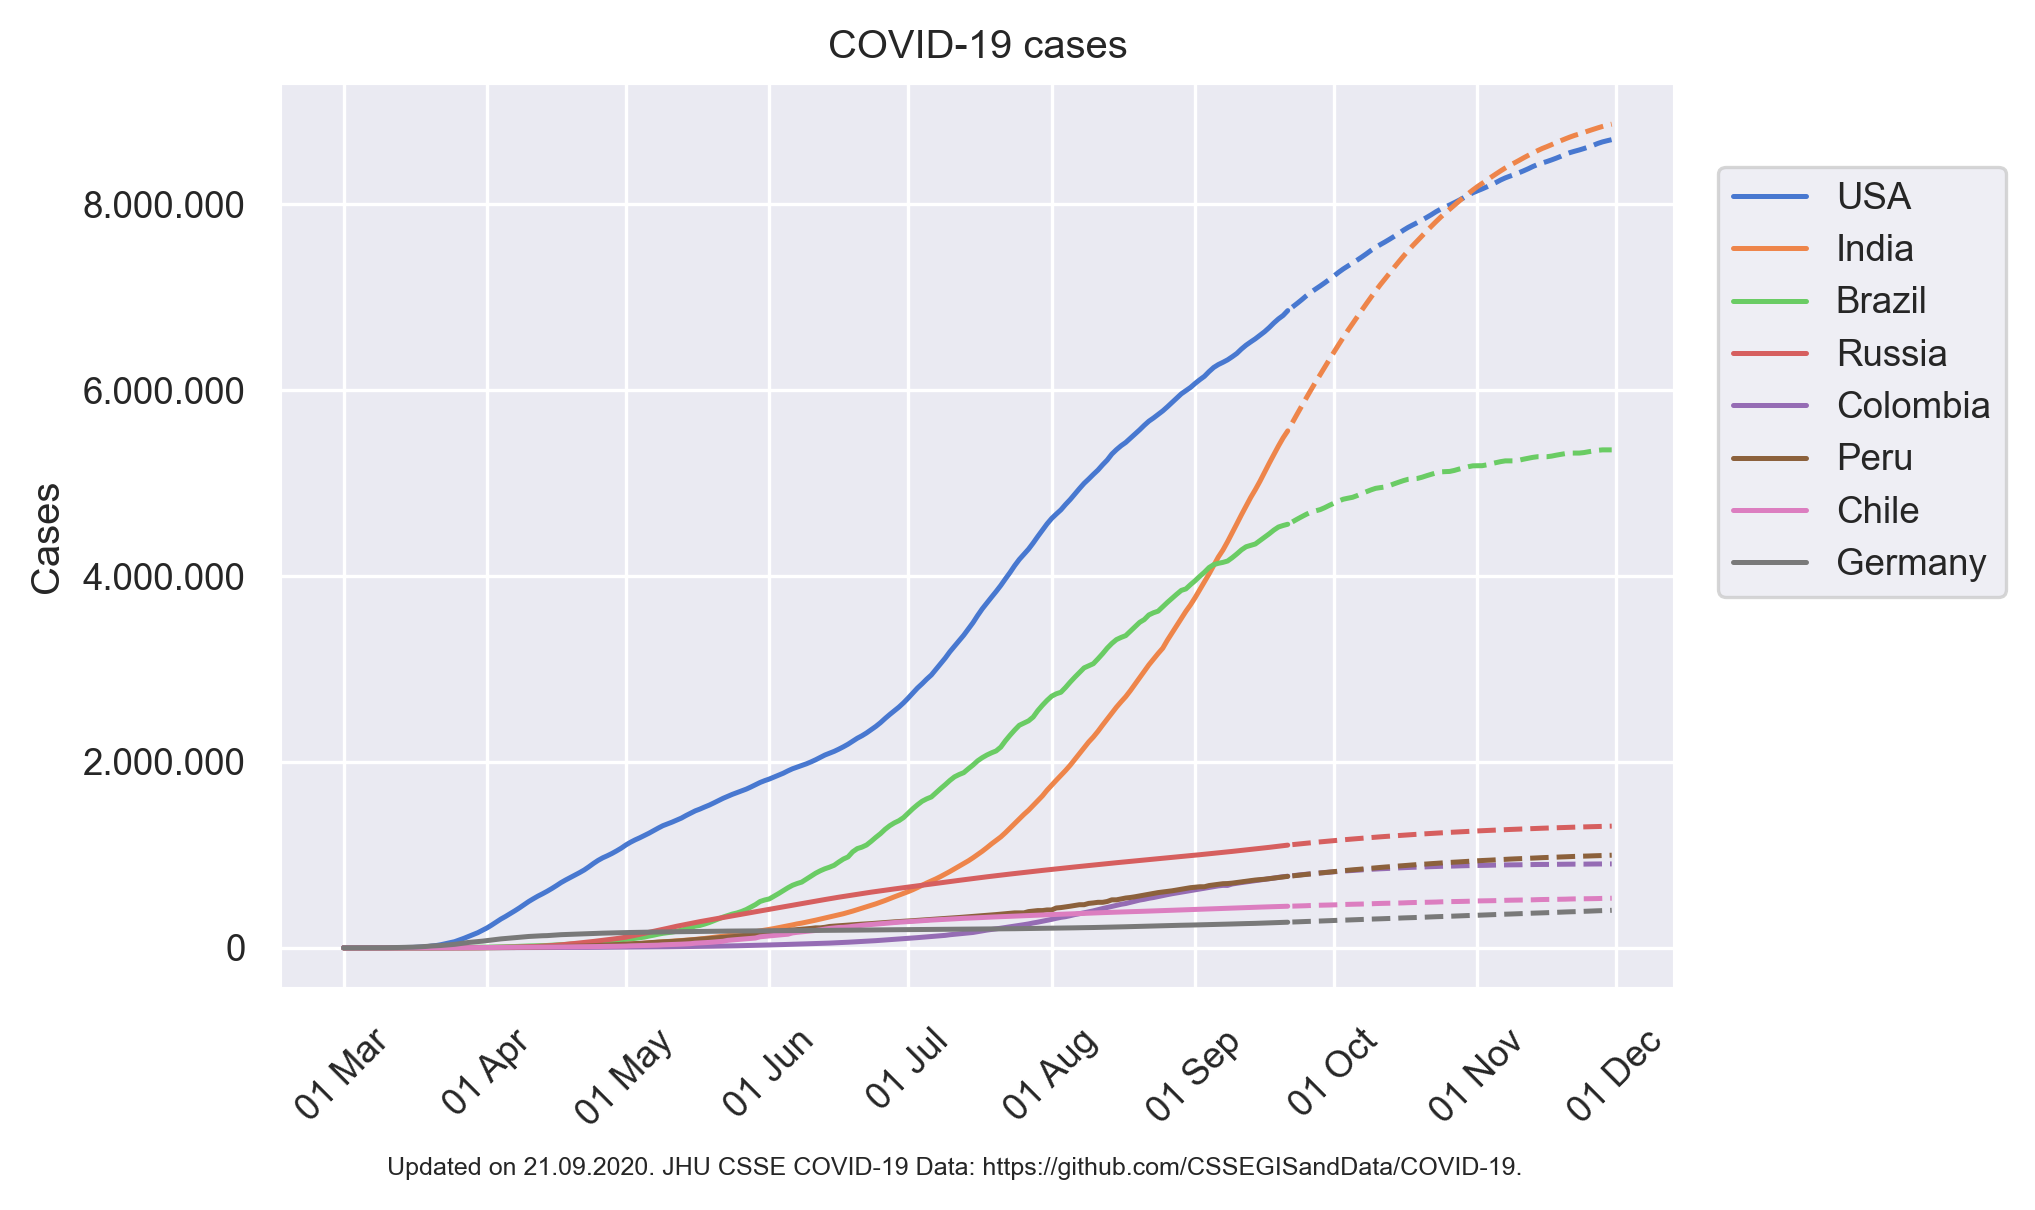 COVID-19 cases
8.000.000
6.000.000
4.000.000
2.000.000
0
Cases
01 Mar
01 Apr
01 May
01 Jun
01 Jul
01 Aug
01 Sep
01 Oct
01 Nov
01 Dec
USA
India
Brazil
Russia
Colombia
Peru
Chile
Germany
Updated on 21.09.2020. JHU CSSE COVID-19 Data: https://github.com/CSSEGISandData/COVID-19.